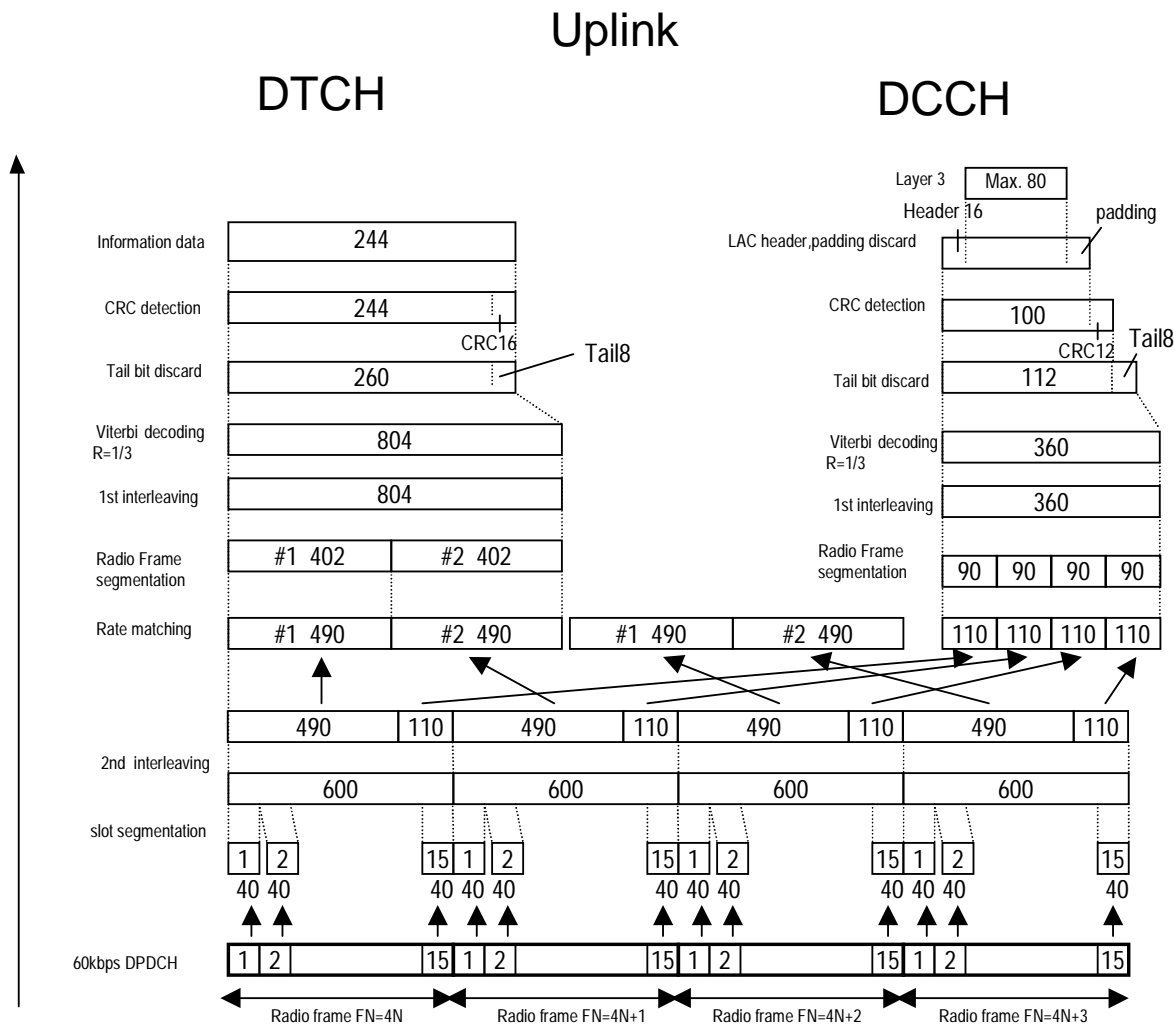 Uplink
DTCH DCCH
Layer 3 Max. 80
Header 16 padding
Information data 244 LAC header,padding discard
CRC detection 244 CRC detection 100
CRC16 Tail8 CRC12 Tail8
Tail bit discard 260 Tail bit discard 112
Viterbi decoding
R=1/3 804 Viterbi decoding
R=1/3 360
1st interleaving 804 1st interleaving 360
Radio Frame
segmentation #1 402 #2 402 Radio Frame
segmentation 90 90 90 90
Rate matching #1 490 #2 490 #1 490 #2 490 110 110 110 110
490 110 490 110 490 110 490 110
2nd interleaving
600 600 600 600
slot segmentation
1 2 15 1 2 15 1 2 15 1 2 15
40 40 40 40 40 40 40 40 40 40 40 40
60kbps DPDCH 1 2 15 1 2 15 1 2 15 1 2 15
Radio frame FN=4N Radio frame FN=4N+1 Radio frame FN=4N+2 Radio frame FN=4N+3